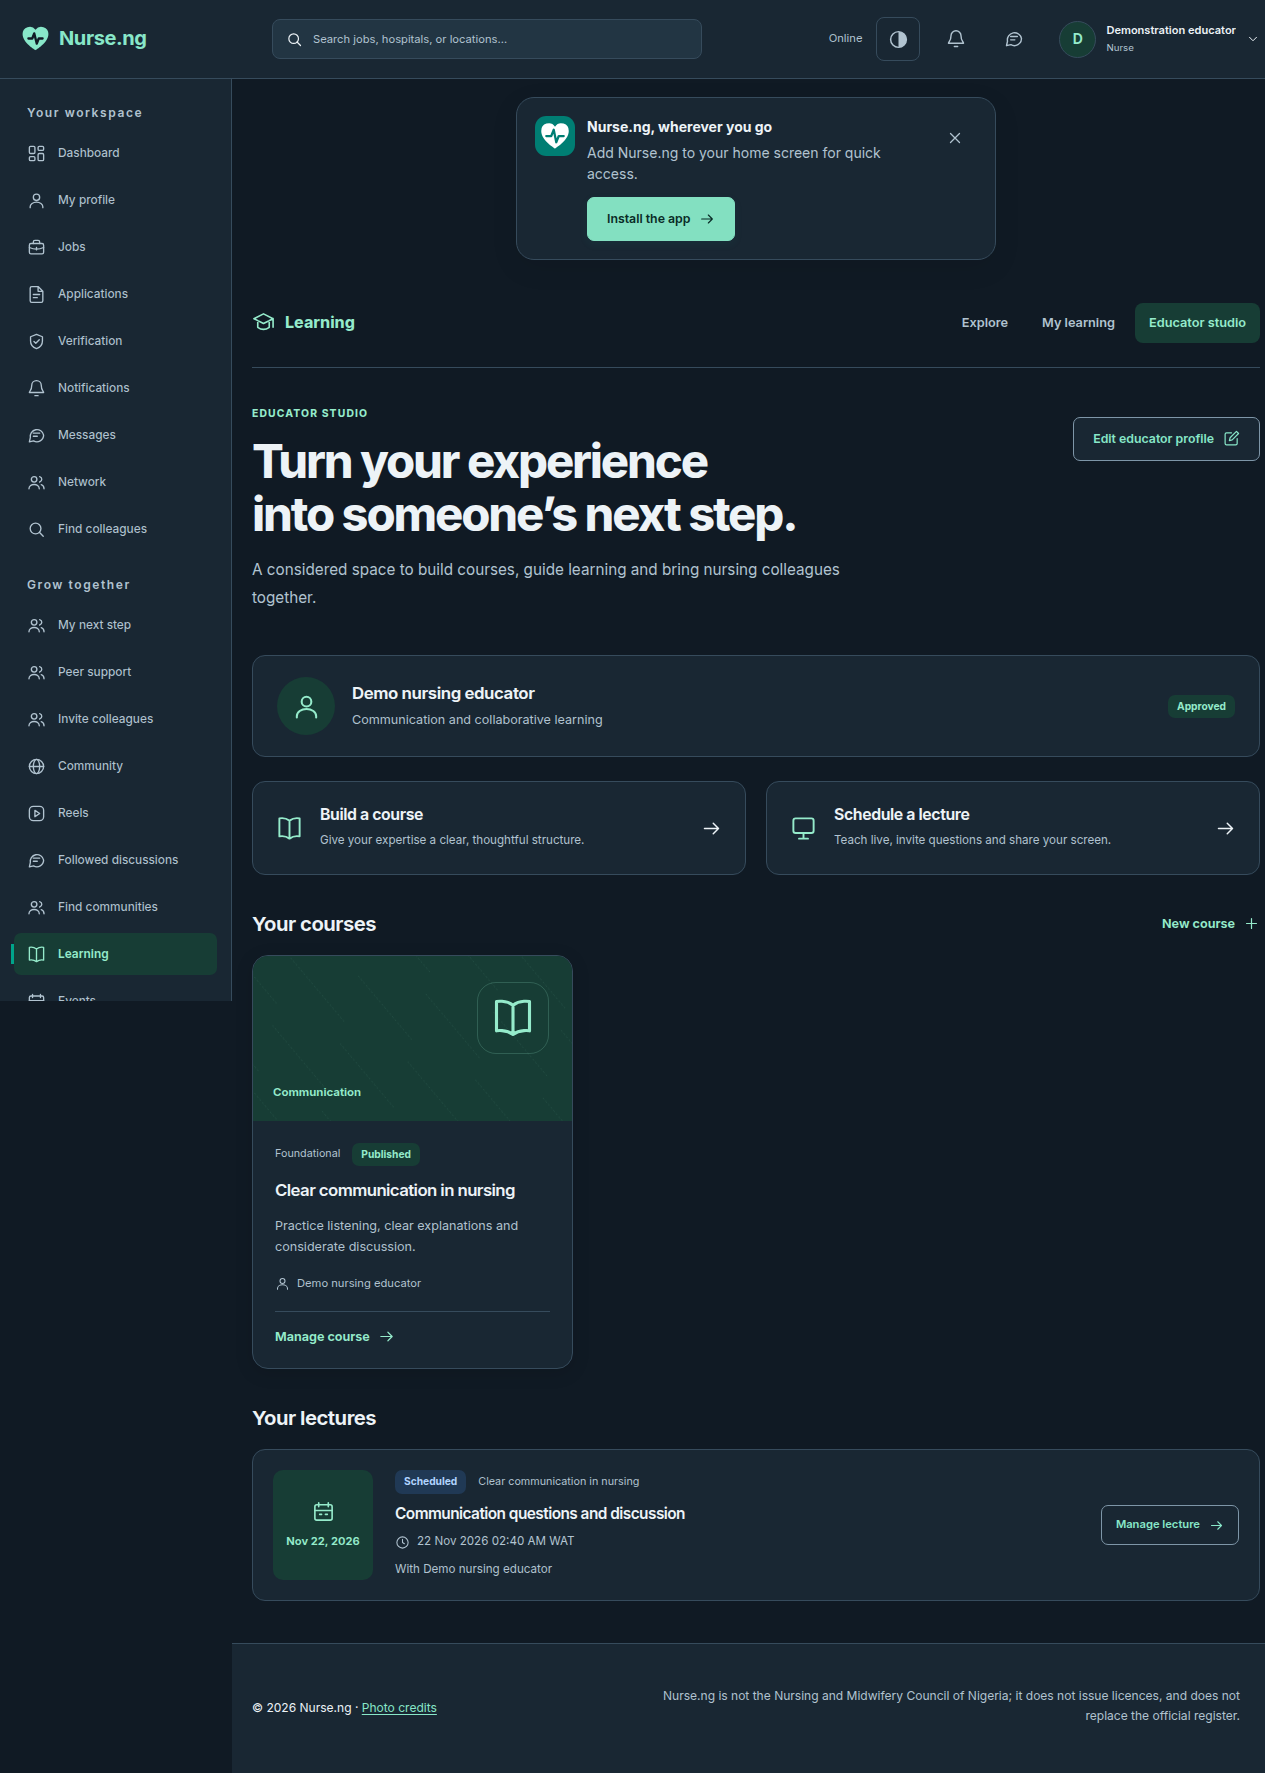 Nurse.ng
Search jobs, hospitals, or locations...
Online
D
Demonstration educator
Nurse
Your workspace
Dashboard
My profile
Jobs
Applications
Verification
Notifications
Messages
Network
Find colleagues
Grow together
My next step
Peer support
Invite colleagues
Community
Reels
Followed discussions
Find communities
Learning
Events
Nurse.ng, wherever you go
Add Nurse.ng to your home screen for quick
access.
Install the app
Learning
Explore
My learning
Educator studio
EDUCATOR STUDIO
Turn your experience
into someone’s next step.
Edit educator profile
A considered space to build courses, guide learning and bring nursing colleagues
together.
Demo nursing educator
Communication and collaborative learning
Approved
Build a course
Give your expertise a clear, thoughtful structure.
Schedule a lecture
Teach live, invite questions and share your screen.
Your courses
New course
Communication
Foundational
Published
Clear communication in nursing
Practice listening, clear explanations and
considerate discussion.
Demo nursing educator
Manage course
Your lectures
Nov 22, 2026
Scheduled
Clear communication in nursing
Communication questions and discussion
22 Nov 2026 02:40 AM WAT
With Demo nursing educator
Manage lecture
© 2026 Nurse.ng · Photo credits
Nurse.ng is not the Nursing and Midwifery Council of Nigeria; it does not issue licences, and does not
replace the official register.